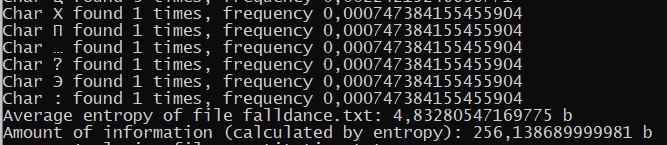 Char Х found 1 times, frequency 0,000747384155455904
Char П found 1 times, frequency 0,000747384155455904
Char … found 1 times, frequency 0,000747384155455904
Char ? found 1 times, frequency 0,000747384155455904
Char Э found 1 times, frequency 0,000747384155455904
Char : found 1 times, frequency 0,000747384155455904
Average entropy of file falldance.txt: 4,83280547169775 b
Amount of information (calculated by entropy): 256,138689999981 b